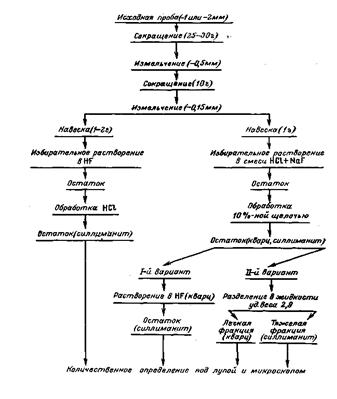 Исходная проба(-1 или -2мм)
Сокращение(25-30г)
Измельчение(-0,5мм)
Сокращение(10г)
Измельчение(-0,15мм)
Навеска(1-2г)
Навеска(1г)
Избирательное растворение
в HF
Избирательное растворение
в смеси HCl+NaF
Остаток
Остаток
Обработка HCl
Обработка
10%-ной щелочью
Остаток(силлиманит)
Остаток(кварц, силлиманит)
I-й вариант
II-й вариант
Растворение в HF(кварц)
Разделение в жидкости
уд. веса 2,9
Остаток
(силлиманит)
Легкая
фракция
(кварц)
Тяжелая
фракция
(силлиманит)
Количественное определение под лупой и микроскопом